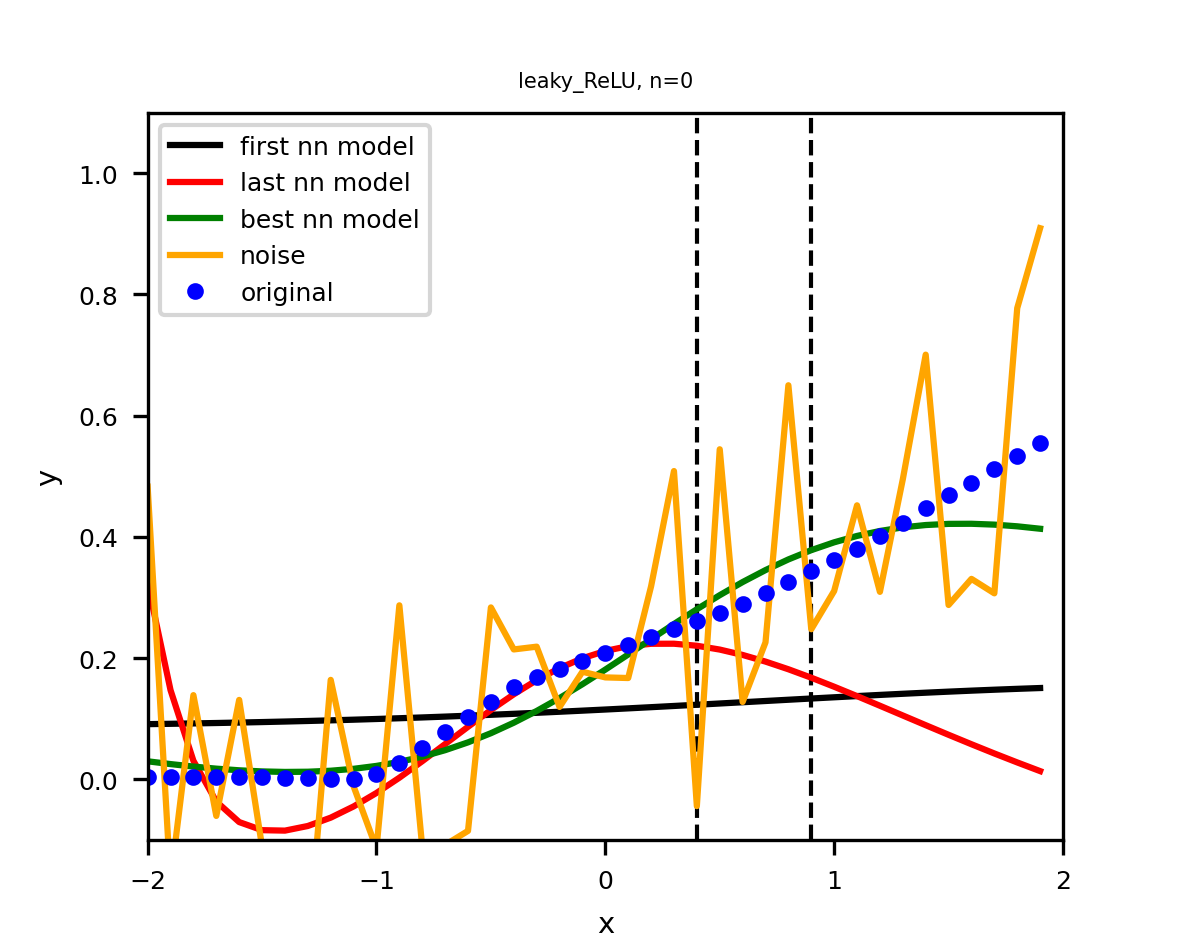 leaky_ReLU, n=0
first nn model
last nn model
best nn model
noise
original
1.0
0.8
0.6
0.4
0.2
0.0
y
−2
−1
0
1
2
x